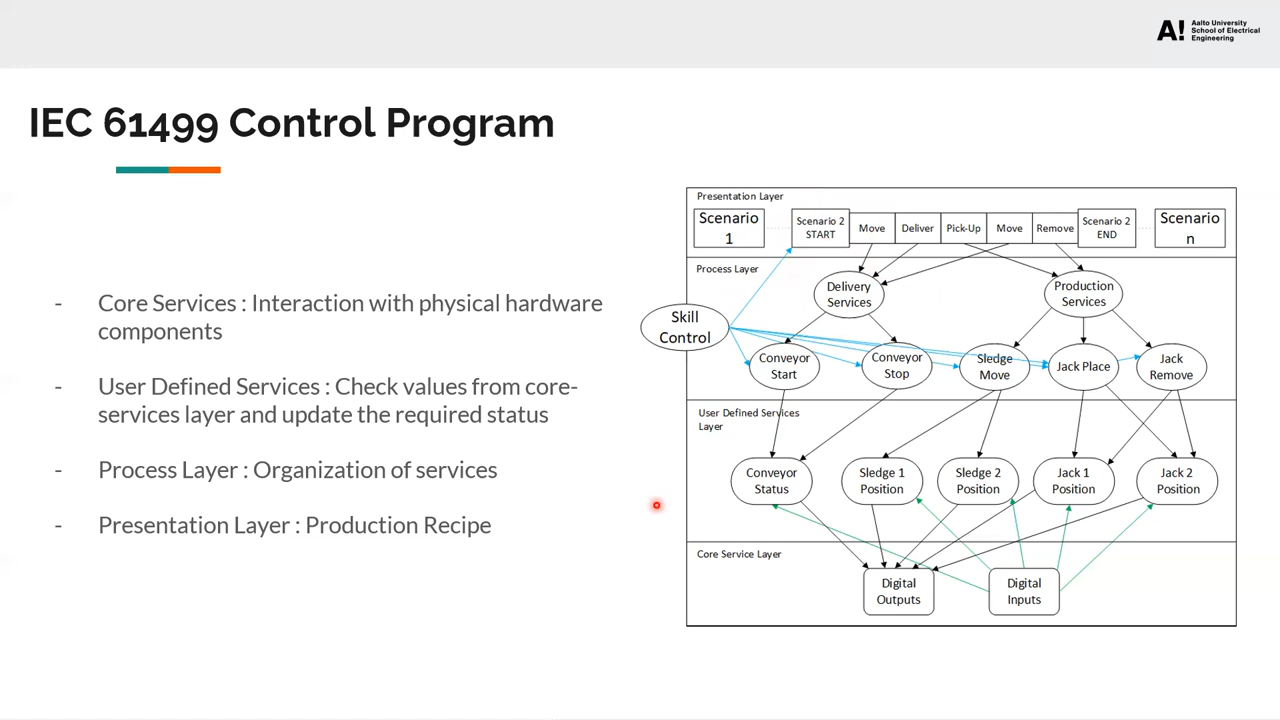 A! Aalto University
School of Electrical
Engineering
IEC 61499 Control Program
- Core Services : Interaction with physical hardware
components
- User Defined Services : Check values from core-
services layer and update the required status
- Process Layer : Organization of services
- Presentation Layer : Production Recipe
Presentation Layer
Scenario
1
Scenario 2
START
Move
Deliver
Pick-Up
Move
Remove
Scenario 2
END
Scenario
n
Process Layer
Delivery
Services
Production
Services
Skill
Control
Conveyor
Start
Conveyor
Stop
Sledge
Move
Jack Place
Jack
Remove
User Defined Services
Layer
Conveyor
Status
Sledge 1
Position
Sledge 2
Position
Jack 1
Position
Jack 2
Position
Core Service Layer
Digital
Outputs
Digital
Inputs